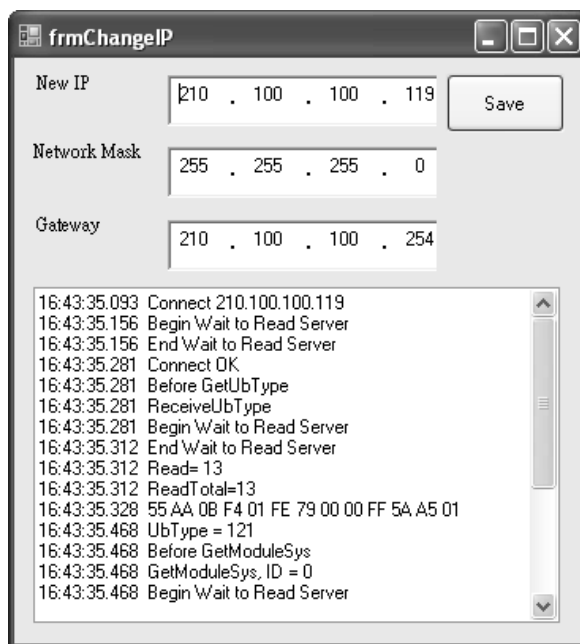 frmChangeIP
New IP 210 . 100 . 100 . 119 Save
Network Mask 255 . 255 . 255 . 0
Gateway 210 . 100 . 100 . 254
16:43:35.093 Connect 210.100.100.119
16:43:35.156 Begin Wait to Read Server
16:43:35.156 End Wait to Read Server
16:43:35.281 Connect OK
16:43:35.281 Before GetUbType
16:43:35.281 ReceiveUbType
16:43:35.281 Begin Wait to Read Server
16:43:35.312 End Wait to Read Server
16:43:35.312 Read= 13
16:43:35.312 ReadTotal=13
16:43:35.328 55 AA 0B F4 01 FE 79 00 00 FF 5A A5 01
16:43:35.468 UbType = 121
16:43:35.468 Before GetModuleSys
16:43:35.468 GetModuleSys, ID = 0
16:43:35.468 Begin Wait to Read Server